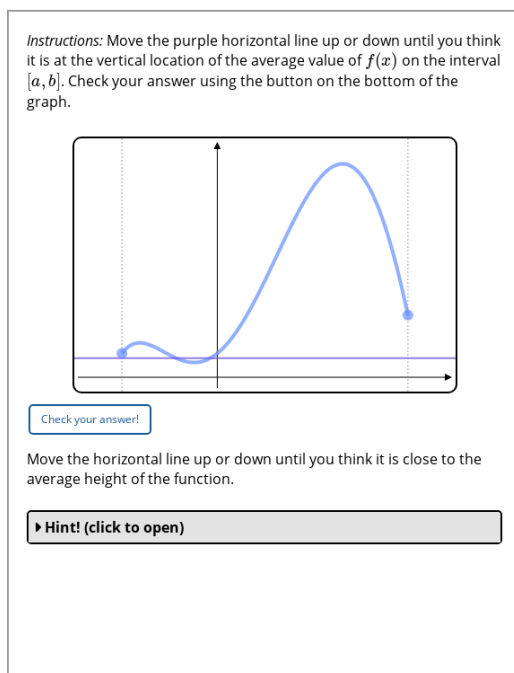 Instructions: Move the purple horizontal line up or down until you think
it is at the vertical location of the average value of f(x) on the interval
[a, b]. Check your answer using the button on the bottom of the
graph.
Check your answer!
Move the horizontal line up or down until you think it is close to the
average height of the function.
Hint! (click to open)